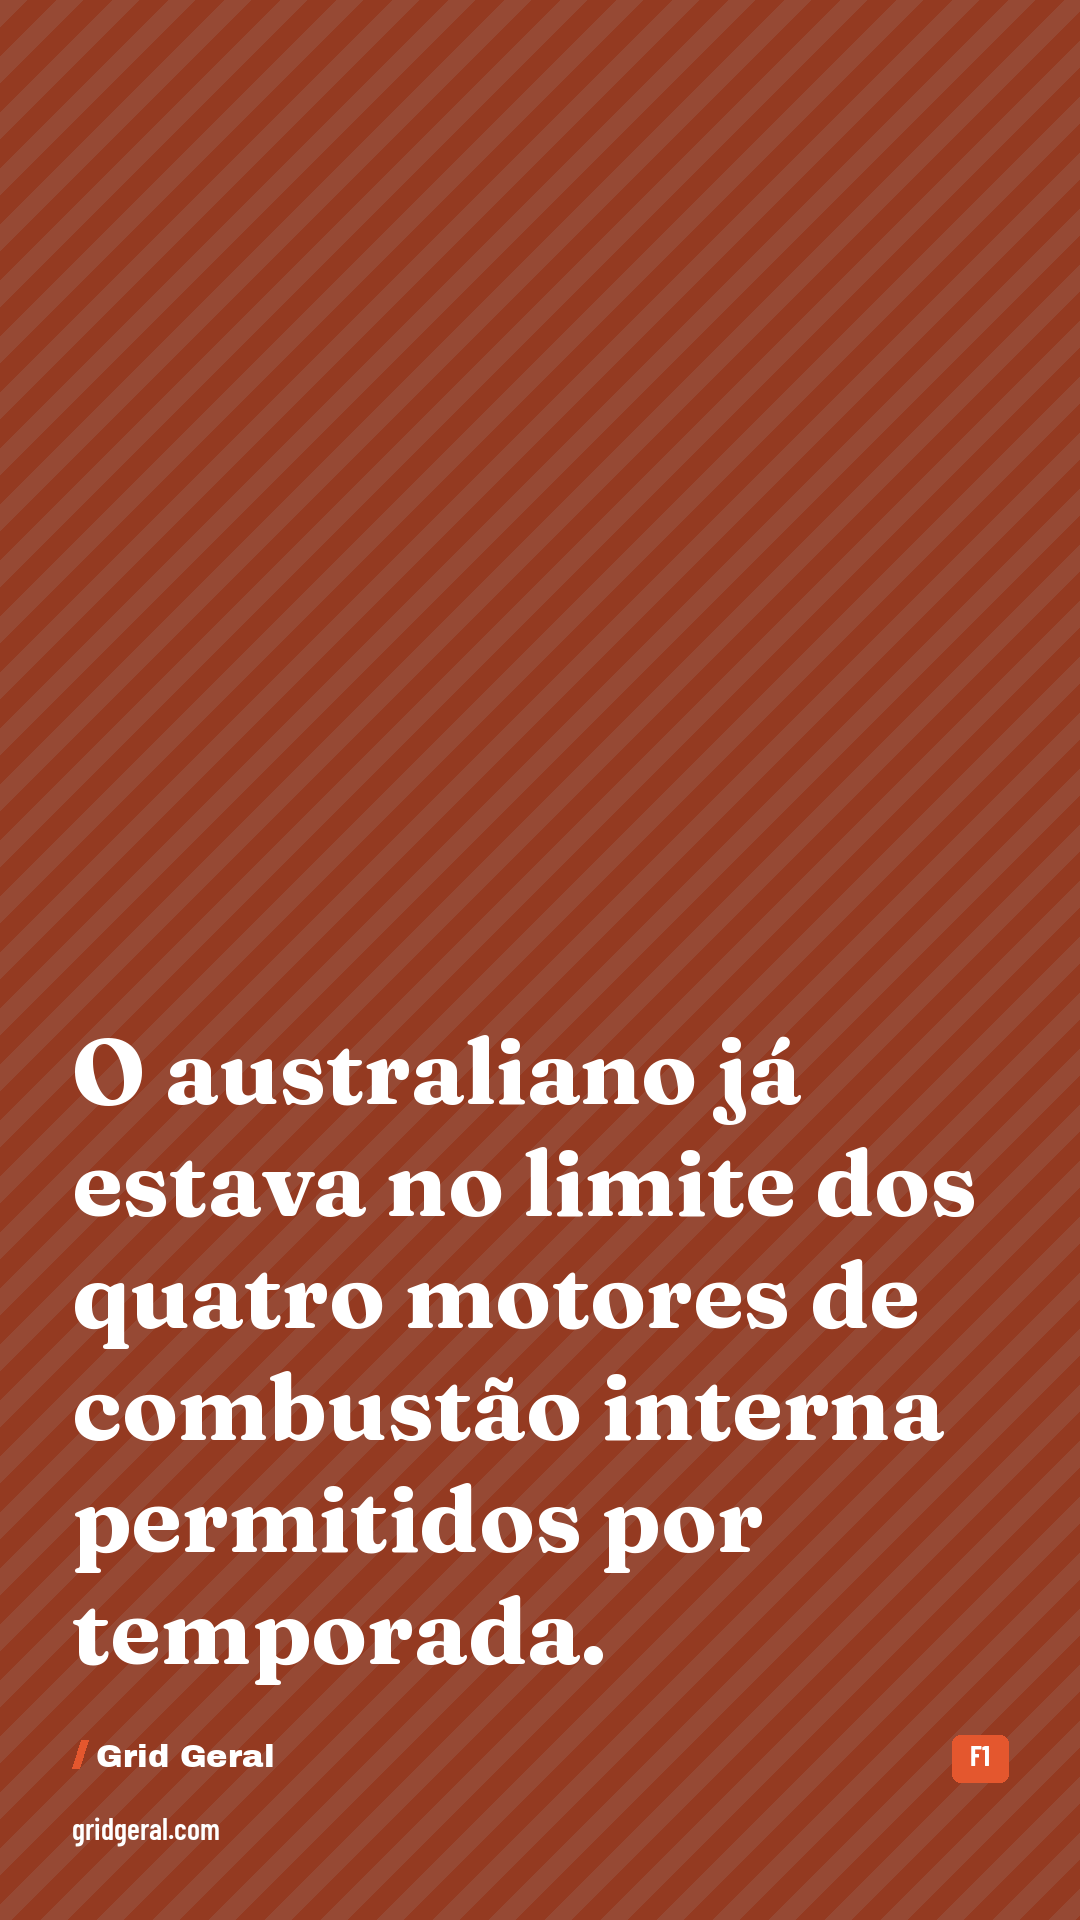 O australiano já
estava no limite dos
quatro motores de
combustão interna
permitidos por
temporada.
/ Grid Geral
F1
gridgeral.com